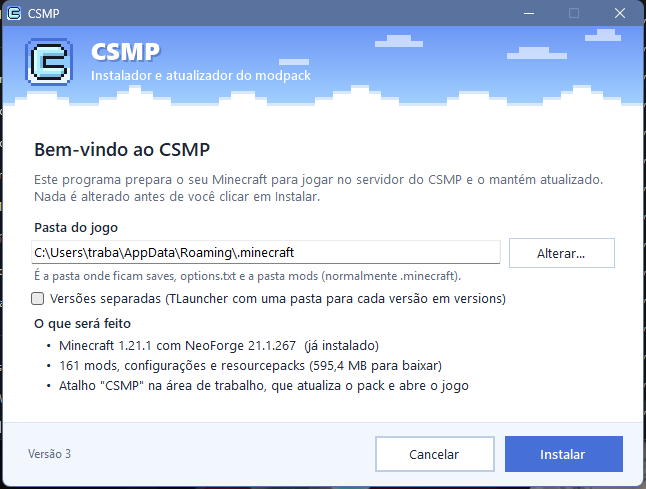 CSMP
CSMP
Instalador e atualizador do modpack
Bem-vindo ao CSMP
Este programa prepara o seu Minecraft para jogar no servidor do CSMP e o mantém atualizado.
Nada é alterado antes de você clicar em Instalar.
Pasta do jogo
C:\Users\traba\AppData\Roaming\.minecraft
Alterar...
É a pasta onde ficam saves, options.txt e a pasta mods (normalmente .minecraft).
Versões separadas (TLauncher com uma pasta para cada versão em versions)
O que será feito
• Minecraft 1.21.1 com NeoForge 21.1.267 (já instalado)
• 161 mods, configurações e resourcepacks (595,4 MB para baixar)
• Atalho "CSMP" na área de trabalho, que atualiza o pack e abre o jogo
Versão 3
Cancelar
Instalar